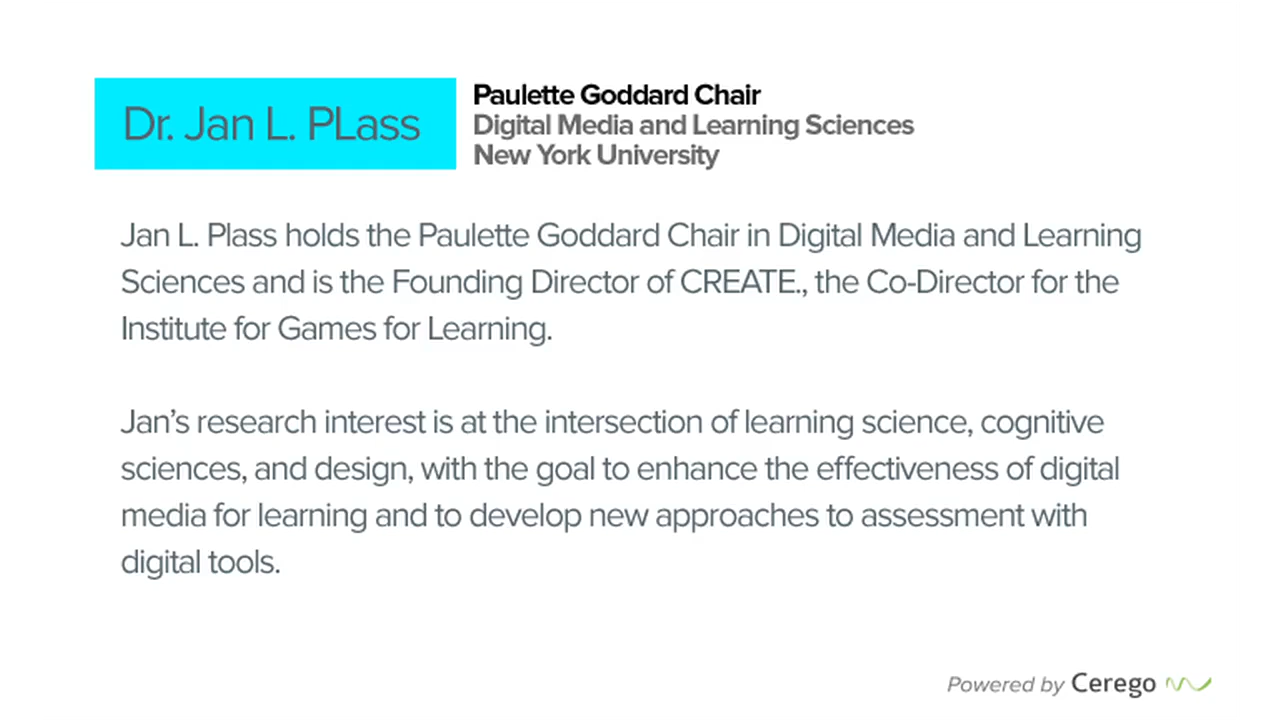 Dr. Jan L. PLass
Paulette Goddard Chair
Digital Media and Learning Sciences
New York University
Jan L. Plass holds the Paulette Goddard Chair in Digital Media and Learning
Sciences and is the Founding Director of CREATE., the Co-Director for the
Institute for Games for Learning.
Jan’s research interest is at the intersection of learning science, cognitive
sciences, and design, with the goal to enhance the effectiveness of digital
media for learning and to develop new approaches to assessment with
digital tools.
Powered by Cerego